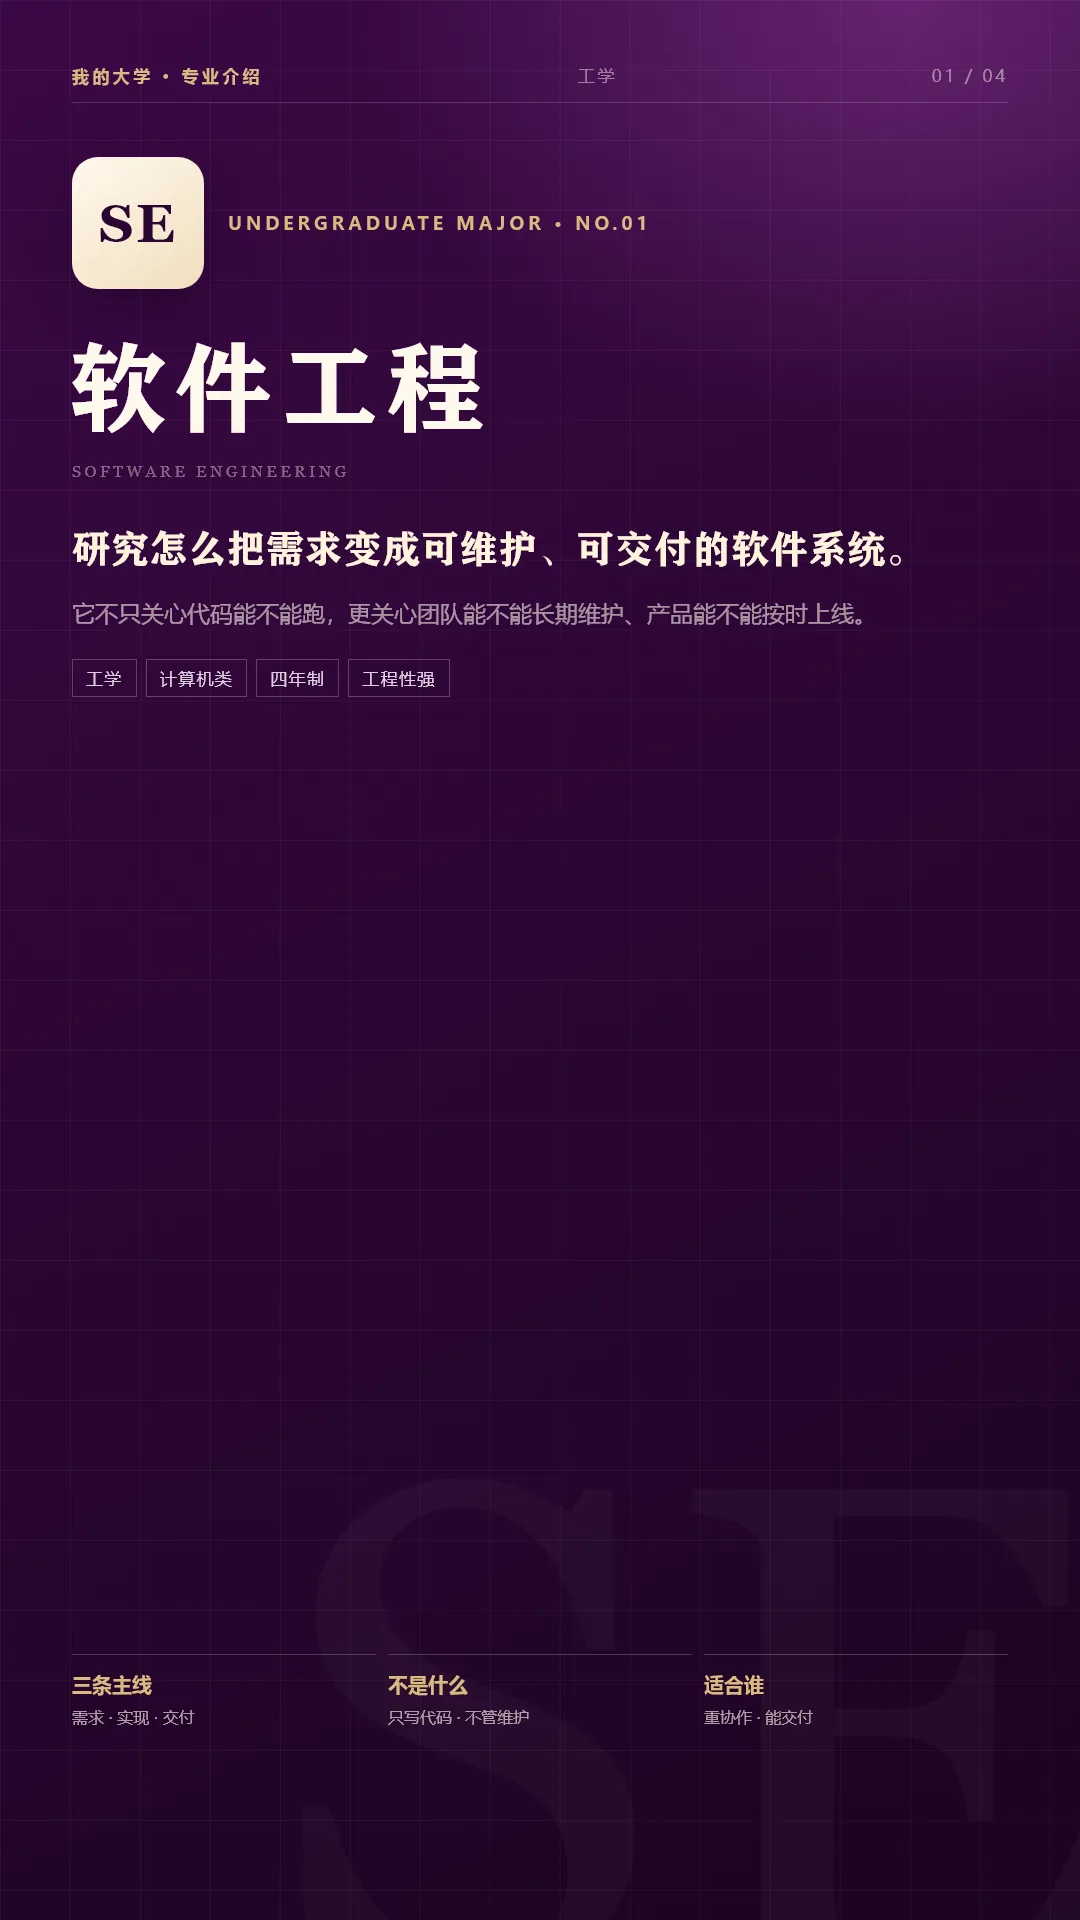 我的大学 · 专业介绍
工学
01 / 04
SE
UNDERGRADUATE MAJOR · NO.01
软件工程
SOFTWARE ENGINEERING
研究怎么把需求变成可维护、可交付的软件系统。
它不只关心代码能不能跑，更关心团队能不能长期维护、产品能不能按时上线。
工学
计算机类
四年制
工程性强
SE
三条主线
需求 · 实现 · 交付
不是什么
只写代码 · 不管维护
适合谁
重协作 · 能交付